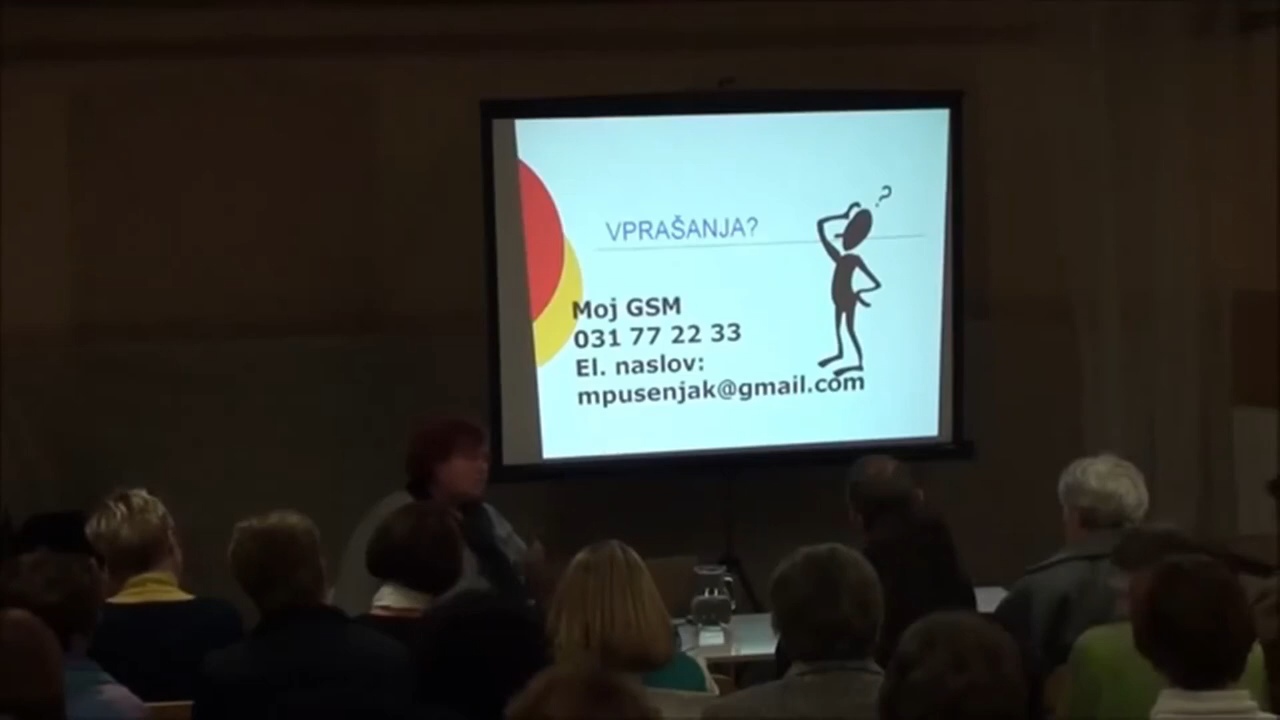 ?
VPRAŠANJA?
Moj GSM
031 77 22 33
El. naslov:
mpusenjak@gmail.com